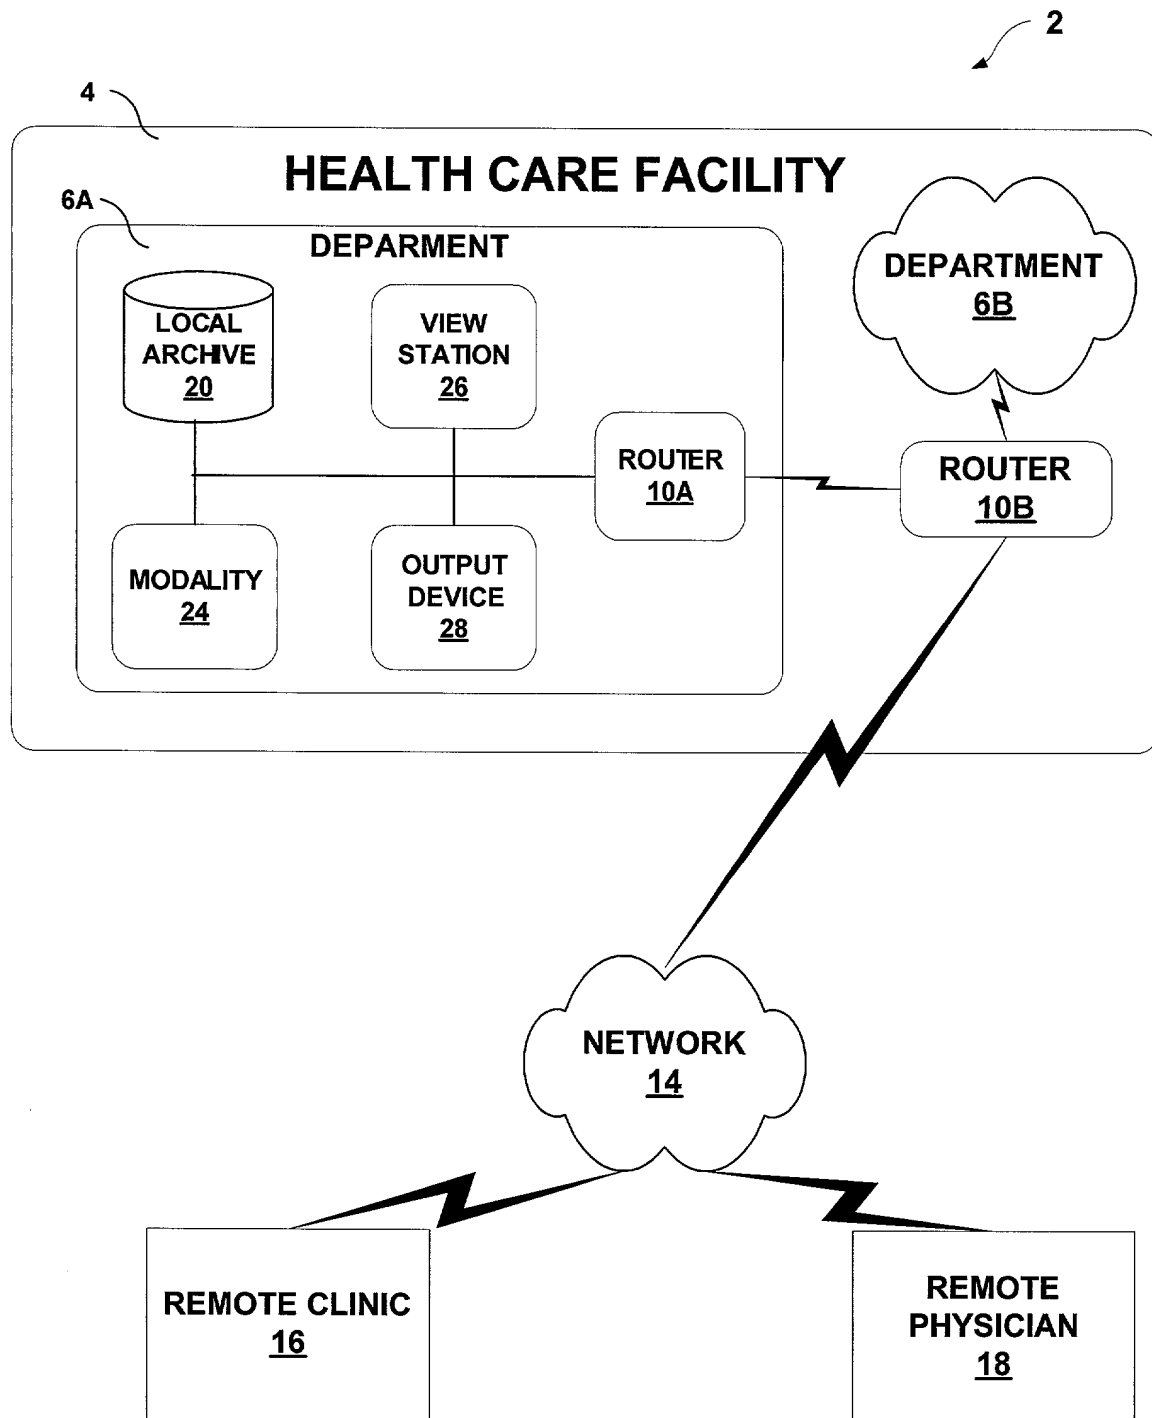 2
4
HEALTH CARE FACILITY
6A
DEPARMENT
LOCAL
ARCHIVE
20
VIEW
STATION
26
ROUTER
10A
MODALITY
24
OUTPUT
DEVICE
28
DEPARTMENT
6B
ROUTER
10B
NETWORK
14
REMOTE CLINIC
16
REMOTE
PHYSICIAN
18